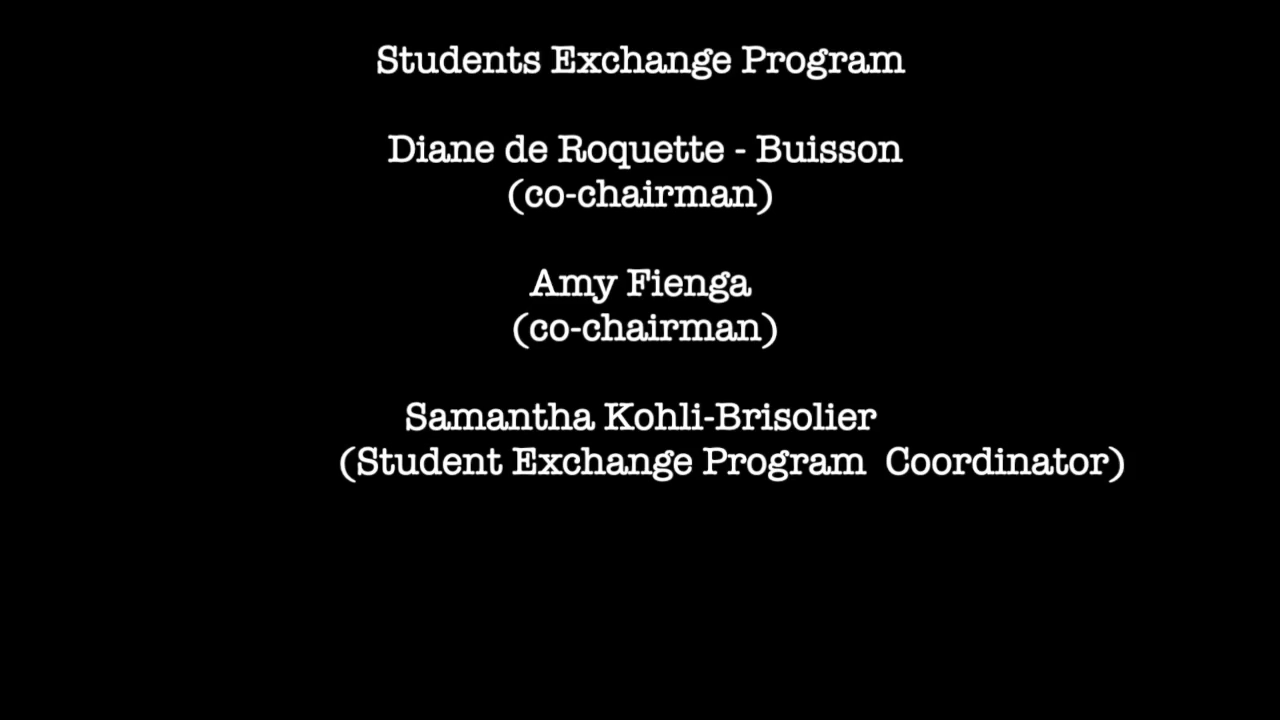 Students Exchange Program
Diane de Roquette - Buisson
(co-chairman)
Amy Fienga
(co-chairman)
Samantha Kohli-Brisolier
(Student Exchange Program  Coordinator)